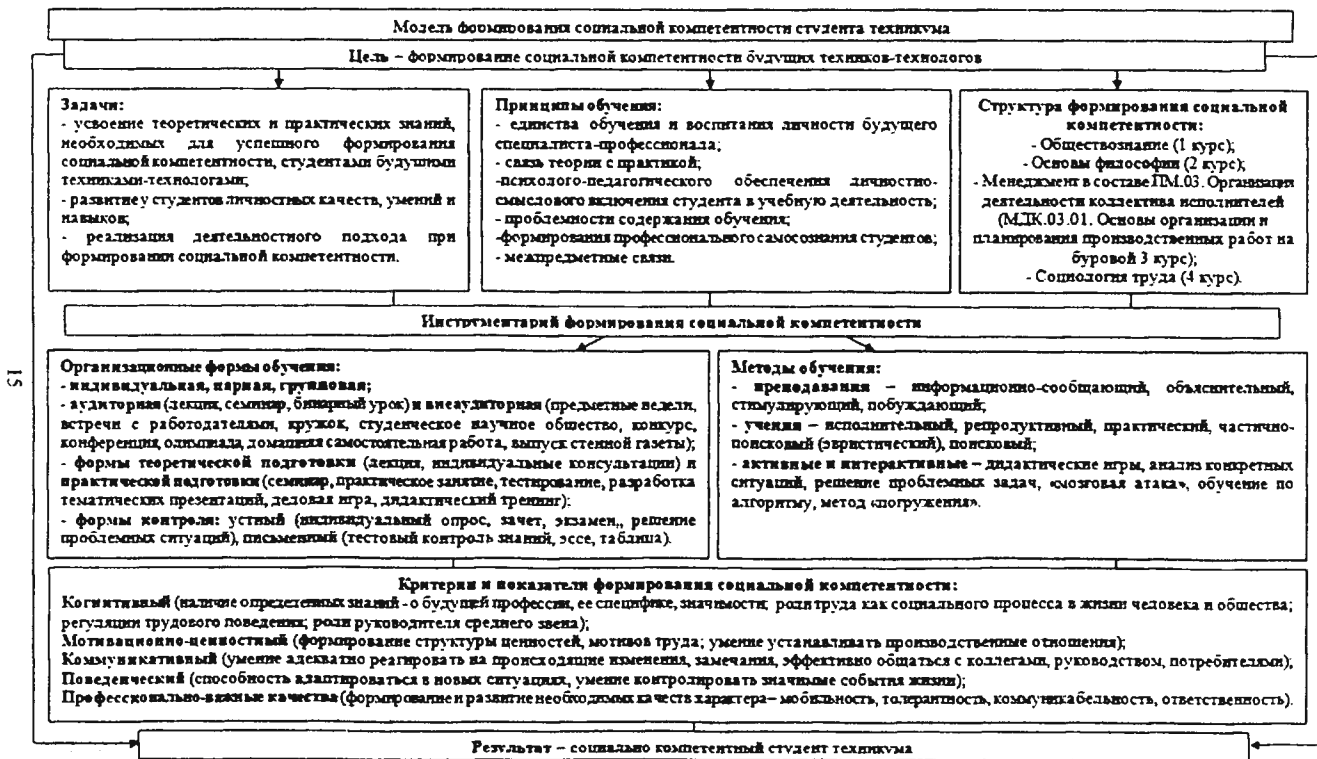 Модель формирования социальной компетентности студента техникума
Цель – формирование социальной компетентности будущих техников-технологов
Задачи:
- усвоение теоретических и практических знаний,
необходимых для успешного формирования
социальной компетентности, студентами будущими
техниками-технологами;
- развитие у студентов личностных качеств, умений и
навыков;
- реализация деятельностного подхода при
формировании социальной компетентности.
Принципы обучения:
- единства обучения и воспитания личности будущего
специалиста-профессионала;
- связь теории с практикой;
-психолого-педагогического обеспечения личностно-
смыслового включения студента в учебную деятельность;
- проблемности содержания обучения;
-формирования профессионального самосознания студентов;
- межпредметные связи.
Структура формирования социальной
компетентности:
- Обществознание (1 курс);
- Основы философии (2 курс);
- Менеджмент в составе ПМ.03. Организация
деятельности коллектива исполнителей
(МДК.03.01. Основы организации и
планирования производственных работ на
буровой 3 курс);
- Социология труда (4 курс).
Инструментарий формирования социальной компетентности
Организационные формы обучения:
- индивидуальная, парная, групповая;
- аудиторная (лекция, семинар, бинарный урок) и внеаудиторная (предметные недели,
встречи с работодателями, кружок, студенческое научное общество, конкурс,
конференция, олимпиада, домашняя самостоятельная работа, выпуск стенной газеты);
- формы теоретической подготовки (лекция, индивидуальные консультации) и
практической подготовки (семинар, практическое занятие, тестирование, разработка
тематических презентаций, деловая игра, дидактический тренинг);
- формы контроля: устный (индивидуальный опрос, зачет, экзамен,, решение
проблемных ситуаций), письменный (тестовый контроль знаний, эссе, таблица).
Методы обучения:
- преподавания – информационно-сообщающий, объяснительный,
стимулирующий, побуждающий;
- учения – исполнительный, репродуктивный, практический, частично-
поисковый (эвристический), поисковый;
- активные и интерактивные – дидактические игры, анализ конкретных
ситуаций, решение проблемных задач, «мозговая атака», обучение по
алгоритму, метод «погружения».
15
Критерии и показатели формирования социальной компетентности:
Когнитивный (наличие определенных знаний - о будущей профессии, ее специфике, значимости; роли труда как социального процесса в жизни человека и общества;
регуляции трудового поведения; роли руководителя среднего звена);
Мотивационно-ценностный (формирование структуры ценностей, мотивов труда; умение устанавливать производственные отношения);
Коммуникативный (умение адекватно реагировать на происходящие изменения, замечания, эффективно общаться с коллегами, руководством, потребителями);
Поведенческий (способность адаптироваться в новых ситуациях, умение контролировать значимые события жизни);
Профессионально-важные качества (формирование и развитие необходимых качеств характера– мобильность, толерантность, коммуникабельность, ответственность).
Результат – социально компетентный студент техникума